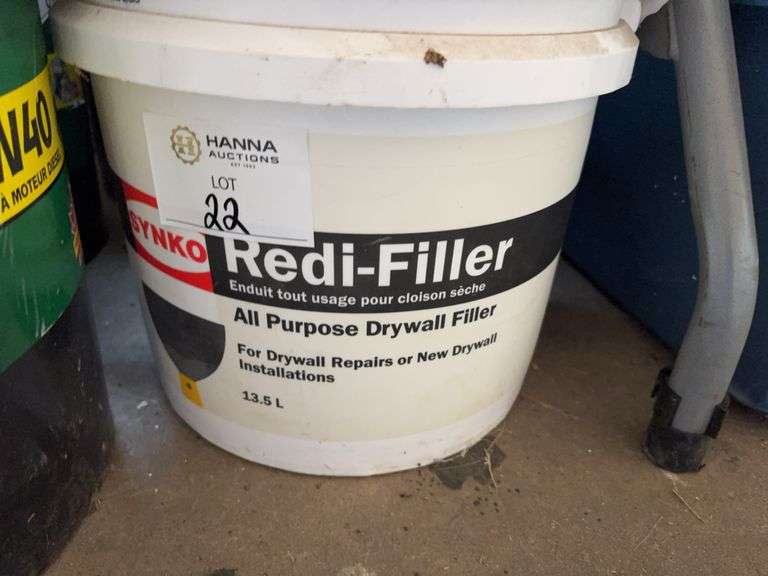 HANNA
AUCTIONS
LOT
22
SYNKO
Redi-Filler
Enduit tout usage pour cloison sèche
All Purpose Drywall Filler
For Drywall Repairs or New Drywall
Installations
13.5 L
W40
À MOTEUR DIESEL